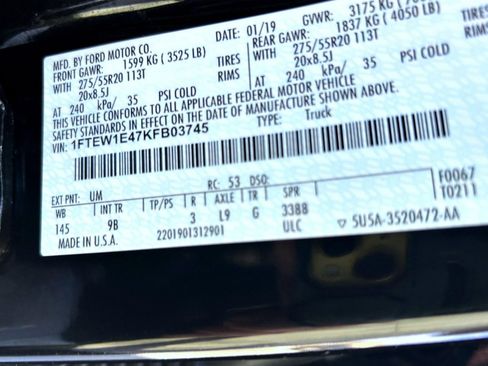 MFD. BY FORD MOTOR CO.
DATE: 01/19 GVWR: 3175 KG
FRONT GAWR: 1599 KG (3525 LB) REAR GAWR: 1837 KG (4050 LB)
WITH 275/55R20 113T TIRES WITH 275/55R20 113T TIRES
20x8.5J RIMS 20x8.5J RIMS
AT 240 kPa/ 35 PSI COLD AT 240 kPa/ 35 PSI COLD
THIS VEHICLE CONFORMS TO ALL APPLICABLE FEDERAL MOTOR VEHICLE
SAFETY STANDARDS IN EFFECT ON THE DATE OF MANUFACTURE SHOWN ABOVE.
VIN: 1FTEW1E47KFB03745 TYPE: Truck
F0067
T0211
EXT PNT: UM RC: 53 DSO:
WB INT TR TP/PS R AXLE TR SPR
145 9B 3 L9 G 3388
MADE IN U.S.A. 2201901312901 ULC 5U5A-3520472-AA